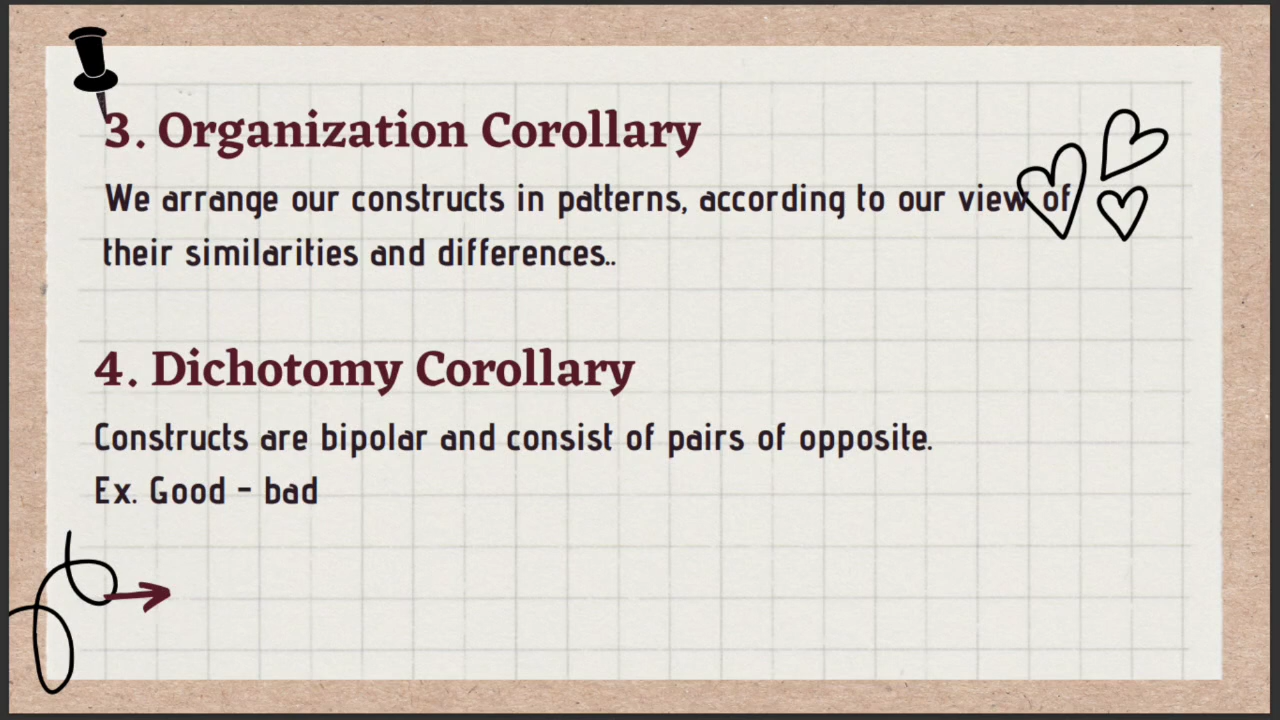 3. Organization Corollary
We arrange our constructs in patterns, according to our view of
their similarities and differences..
4. Dichotomy Corollary
Constructs are bipolar and consist of pairs of opposite.
Ex. Good - bad